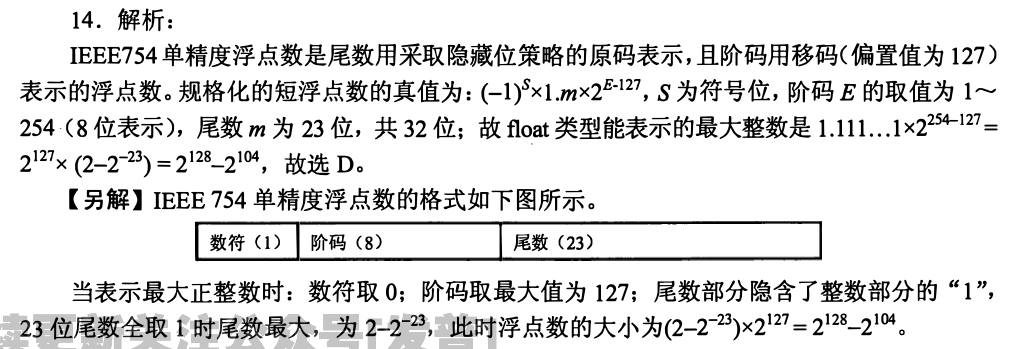 14．解析：
IEEE754 单精度浮点数是尾数用采取隐藏位策略的原码表示，且阶码用移码（偏置值为 127）
表示的浮点数。规格化的短浮点数的真值为：(−1)^S×1.m×2^{E-127}，S 为符号位，阶码 E 的取值为 1～
254（8 位表示），尾数 m 为 23 位，共 32 位；故 float 类型能表示的最大整数是 1.111…1×2^{254−127}=
2^{127}×（2−2^{−23}）= 2^{128}−2^{104}，故选 D。
【另解】IEEE 754 单精度浮点数的格式如下图所示。
数符（1） 阶码（8） 尾数（23）
当表示最大正整数时：数符取 0；阶码取最大值为 127；尾数部分隐含了整数部分的“1”，
23 位尾数全取 1 时尾数最大，为 2−2^{−23}，此时浮点数的大小为(2−2^{−23})×2^{127} = 2^{128}−2^{104}。